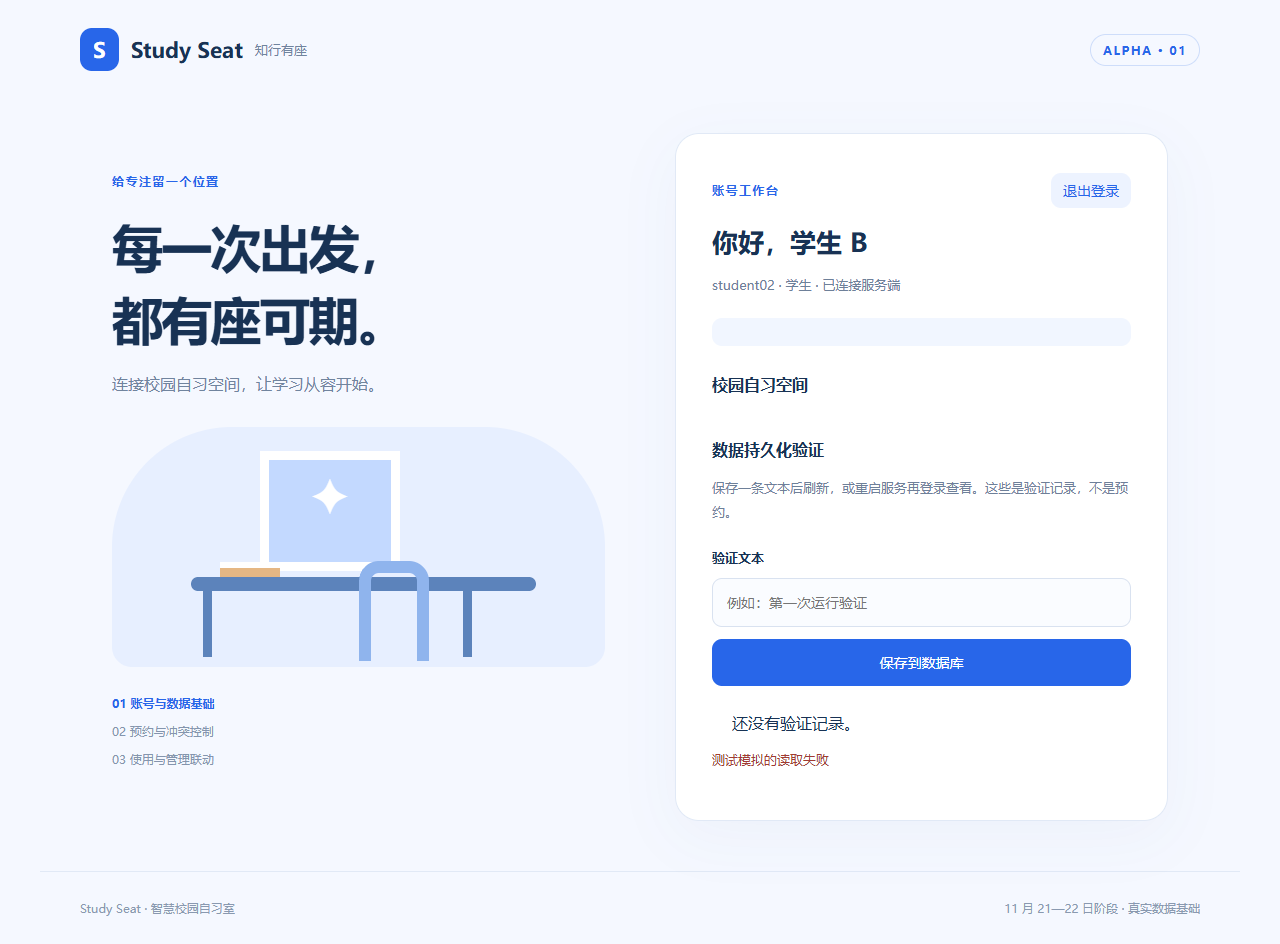 S Study Seat 知行有座
ALPHA • 01
给专注留一个位置
每一次出发，
都有座可期。
连接校园自习空间，让学习从容开始。
01 账号与数据基础
02 预约与冲突控制
03 使用与管理联动
账号工作台
退出登录
你好，学生 B
student02 · 学生 · 已连接服务端
校园自习空间
数据持久化验证
保存一条文本后刷新，或重启服务再登录查看。这些是验证记录，不是预
约。
验证文本
例如：第一次运行验证
保存到数据库
还没有验证记录。
测试模拟的读取失败
Study Seat · 智慧校园自习室
11 月 21—22 日阶段 · 真实数据基础